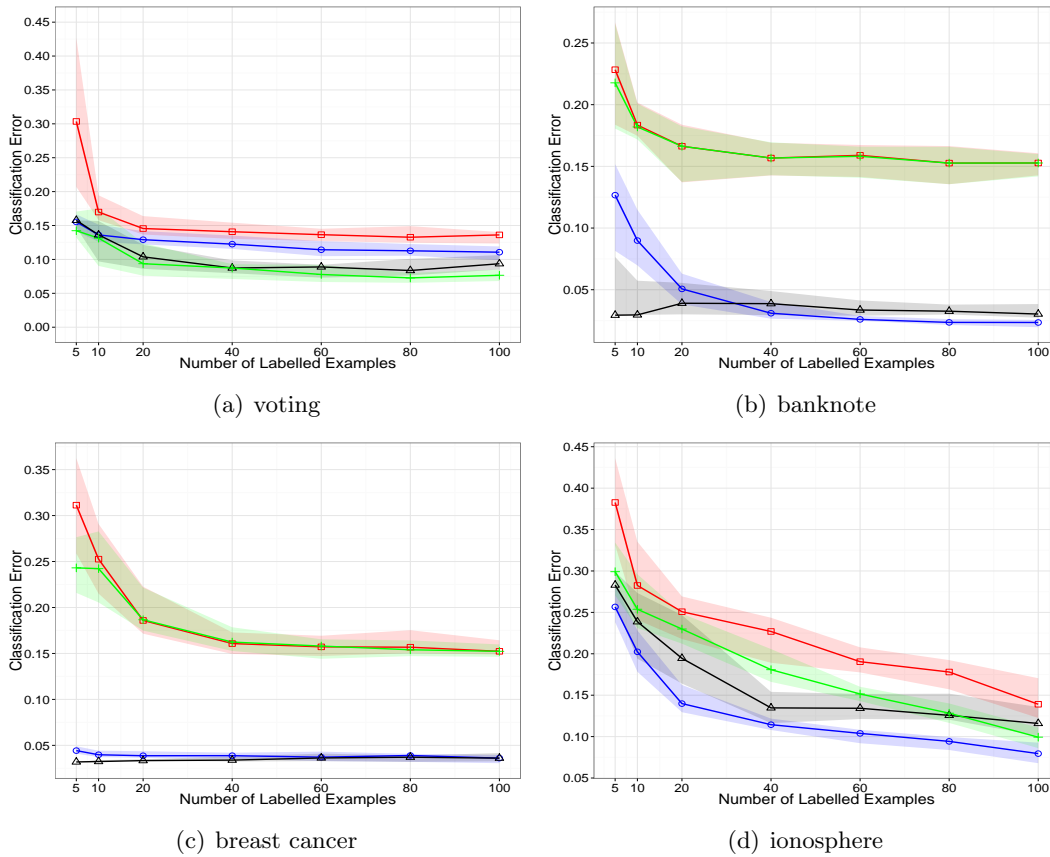 0.45
0.40
0.35
0.30
0.25
0.20
0.15
0.10
0.05
0.00
Classification Error
5 10 20 40 60 80 100
Number of Labelled Examples
(a) voting
0.25
0.20
0.15
0.10
0.05
Classification Error
5 10 20 40 60 80 100
Number of Labelled Examples
(b) banknote
0.35
0.30
0.25
0.20
0.15
0.10
0.05
Classification Error
5 10 20 40 60 80 100
Number of Labelled Examples
(c) breast cancer
0.45
0.40
0.35
0.30
0.25
0.20
0.15
0.10
0.05
Classification Error
5 10 20 40 60 80 100
Number of Labelled Examples
(d) ionosphere